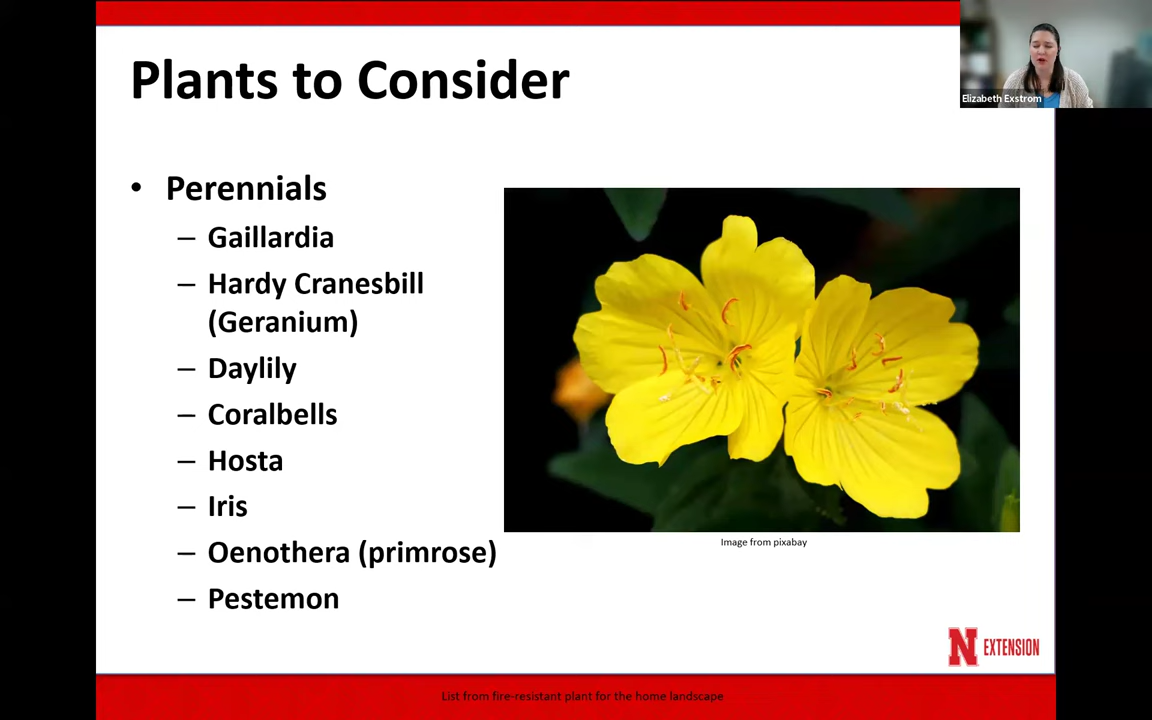 Plants to Consider
Elizabeth Exstrom
• Perennials
– Gaillardia
– Hardy Cranesbill
(Geranium)
– Daylily
– Coralbells
– Hosta
– Iris
– Oenothera (primrose)
– Pestemon
Image from pixabay
N EXTENSION
List from fire-resistant plant for the home landscape